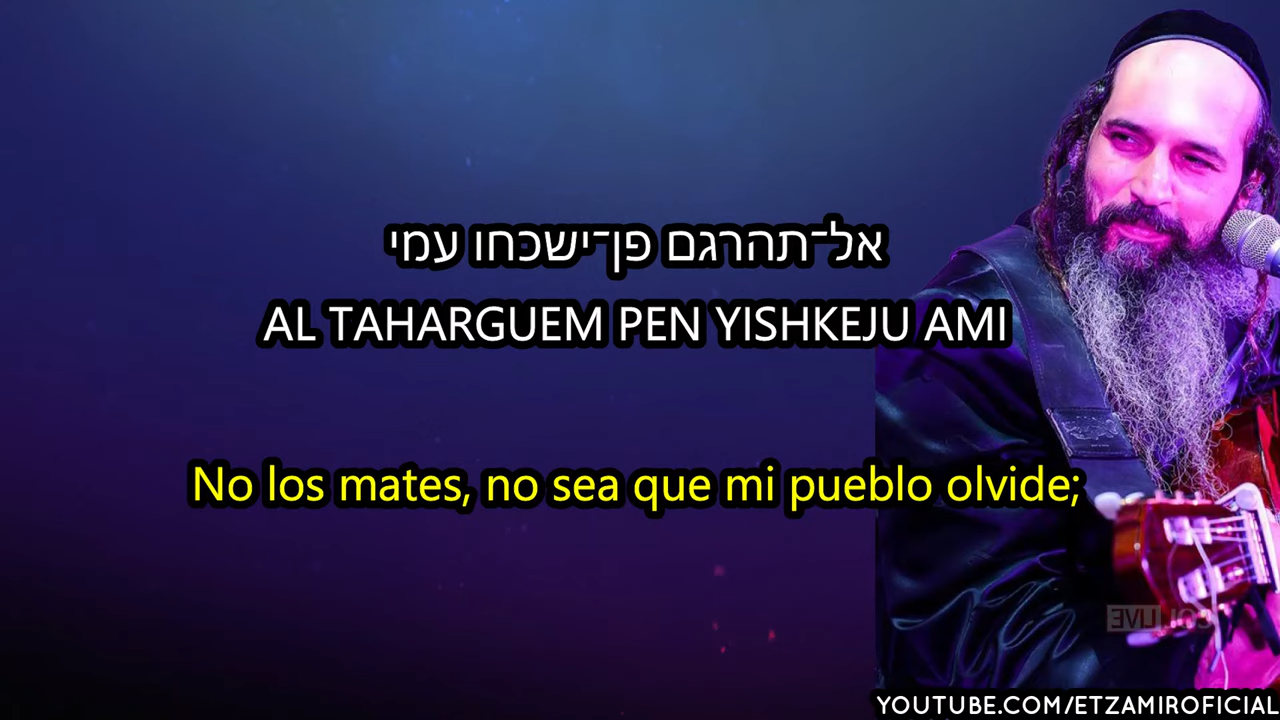 אל־תהרגם פן־ישכחו עמי
AL TAHARGUEM PEN YISHKEJU AMI
No los mates, no sea que mi pueblo olvide;
LIVE
YOUTUBE.COM/ETZAMIROFICIAL